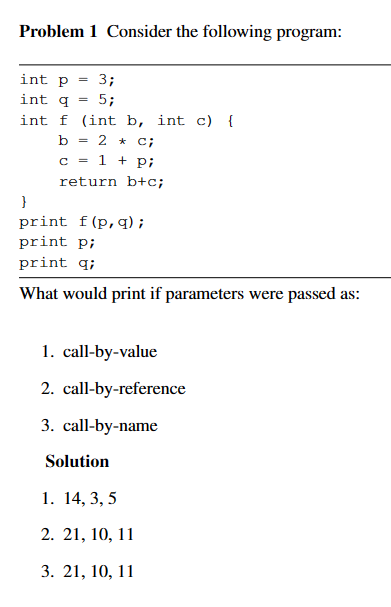 Problem 1 Consider the following program:
int p = 3;
int q = 5;
int f (int b, int c) {
    b = 2 * c;
    c = 1 + p;
    return b+c;
}
print f(p,q);
print p;
print q;
What would print if parameters were passed as:
1. call-by-value
2. call-by-reference
3. call-by-name
Solution
1. 14, 3, 5
2. 21, 10, 11
3. 21, 10, 11